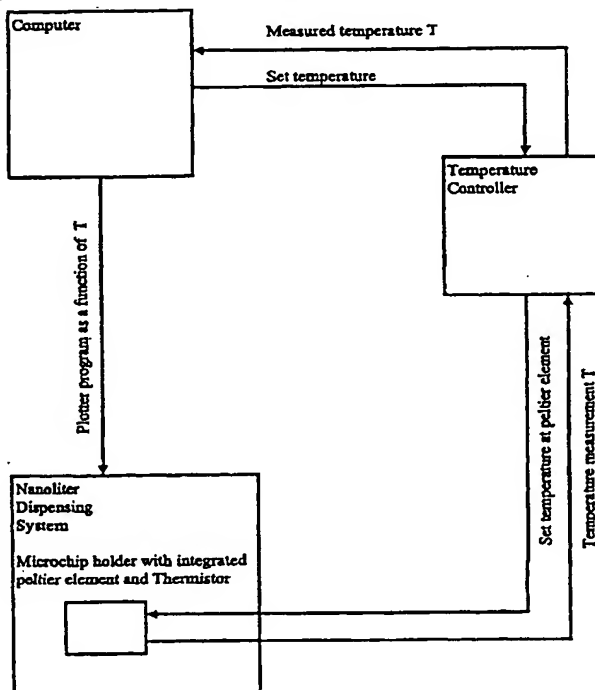 Computer
Measured temperature T
Set temperature
Temperature
Controller
Plotter program as a function of T
Set temperature at peltier element
Temperature measurement T
Nanoliter
Dispensing
System
Microchip holder with integrated
peltier element and Thermistor